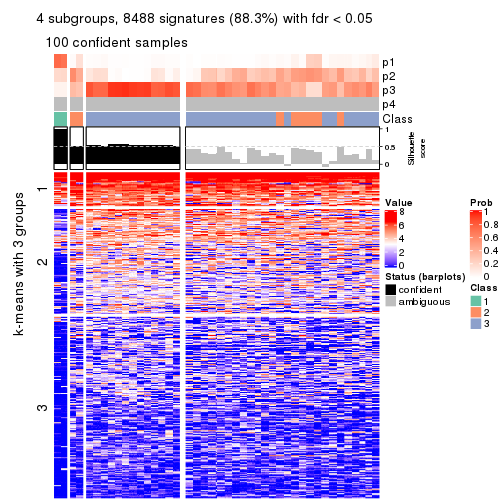 4 subgroups, 8488 signatures (88.3%) with fdr < 0.05
100 confident samples
p1
p2
p3
p4
Class
1
0.5
0
Silhouette
score
k-means with 3 groups
1
2
3
Value
8
6
4
2
0
Status (barplots)
confident
ambiguous
Prob
1
0.8
0.6
0.4
0.2
0
Class
1
2
3